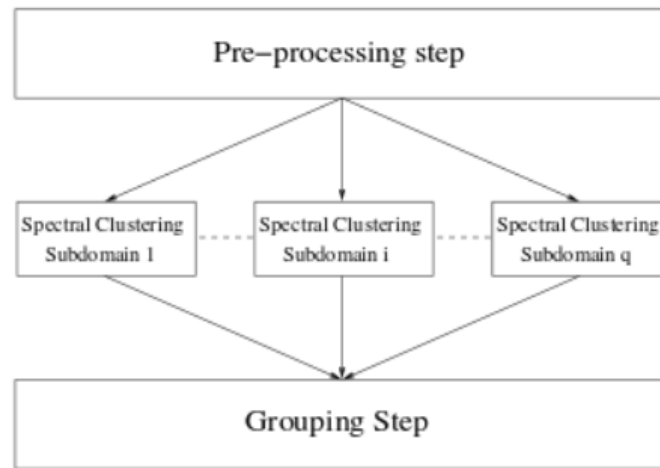 Pre-processing step
Spectral Clustering
Subdomain 1
Spectral Clustering
Subdomain i
Spectral Clustering
Subdomain q
Grouping Step